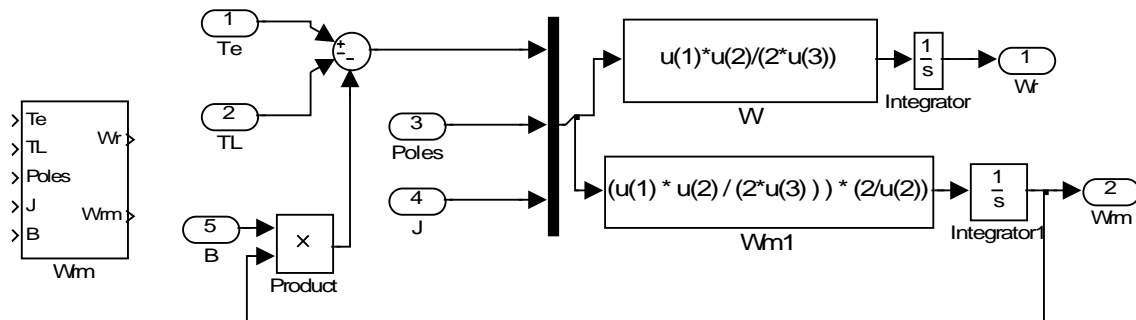 Te
TL
Poles
J
B
Wr
Wrm
Wrm
1
Te
2
TL
+
−
−
3
Poles
4
J
5
B
×
Product
u(1)*u(2)/(2*u(3))
W
1
s
Integrator
1
Wr
(u(1) * u(2) / (2*u(3) ) ) * (2/u(2))
Wm1
1
s
Integrator1
2
Wrm